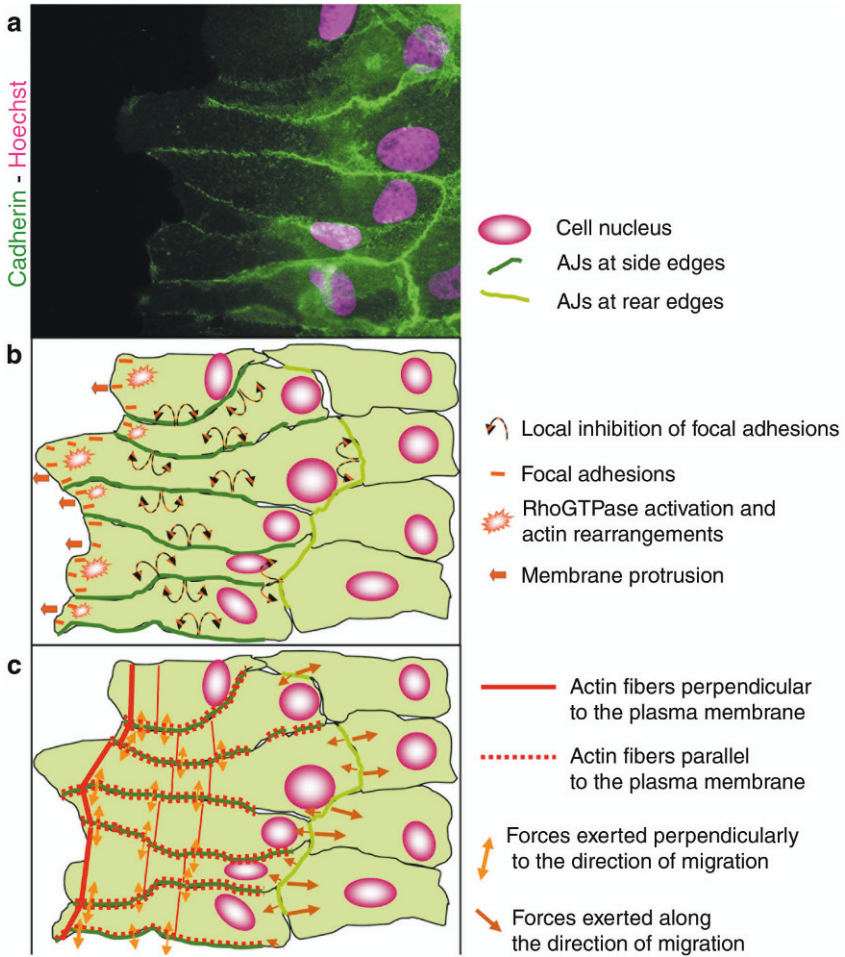 a
Cadherin - Hoechst
Cell nucleus
AJs at side edges
AJs at rear edges
b
Local inhibition of focal adhesions
Focal adhesions
RhoGTPase activation and
actin rearrangements
Membrane protrusion
c
Actin fibers perpendicular
to the plasma membrane
Actin fibers parallel
to the plasma membrane
Forces exerted perpendicularly
to the direction of migration
Forces exerted along
the direction of migration